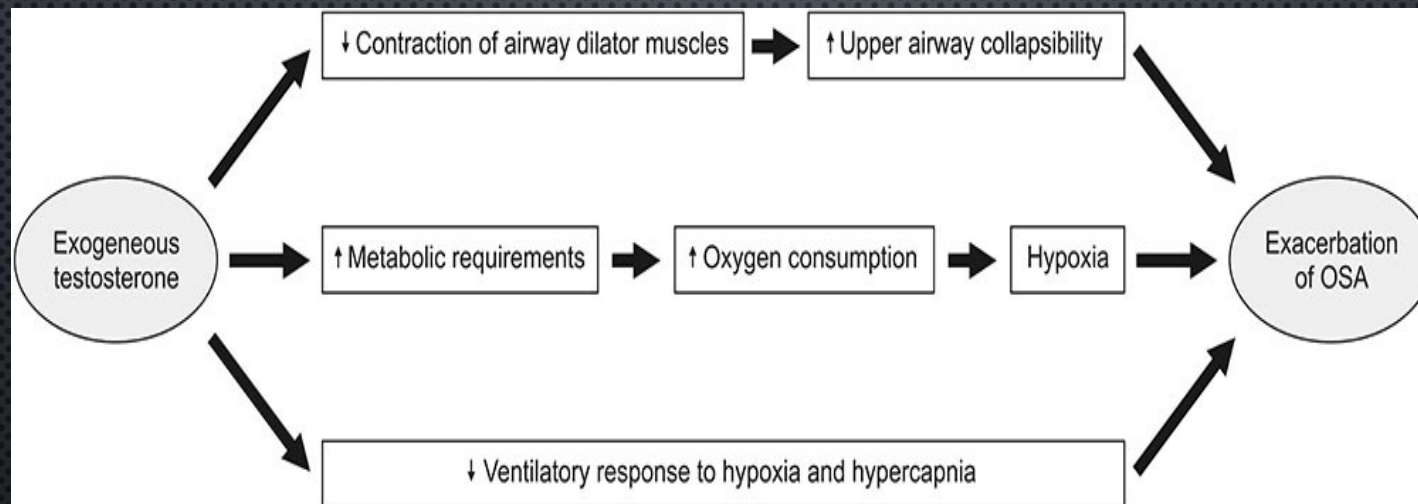 ↓ Contraction of airway dilator muscles
↑ Upper airway collapsibility
Exogeneous
testosterone
↑ Metabolic requirements
↑ Oxygen consumption
Hypoxia
Exacerbation
of OSA
↓ Ventilatory response to hypoxia and hypercapnia